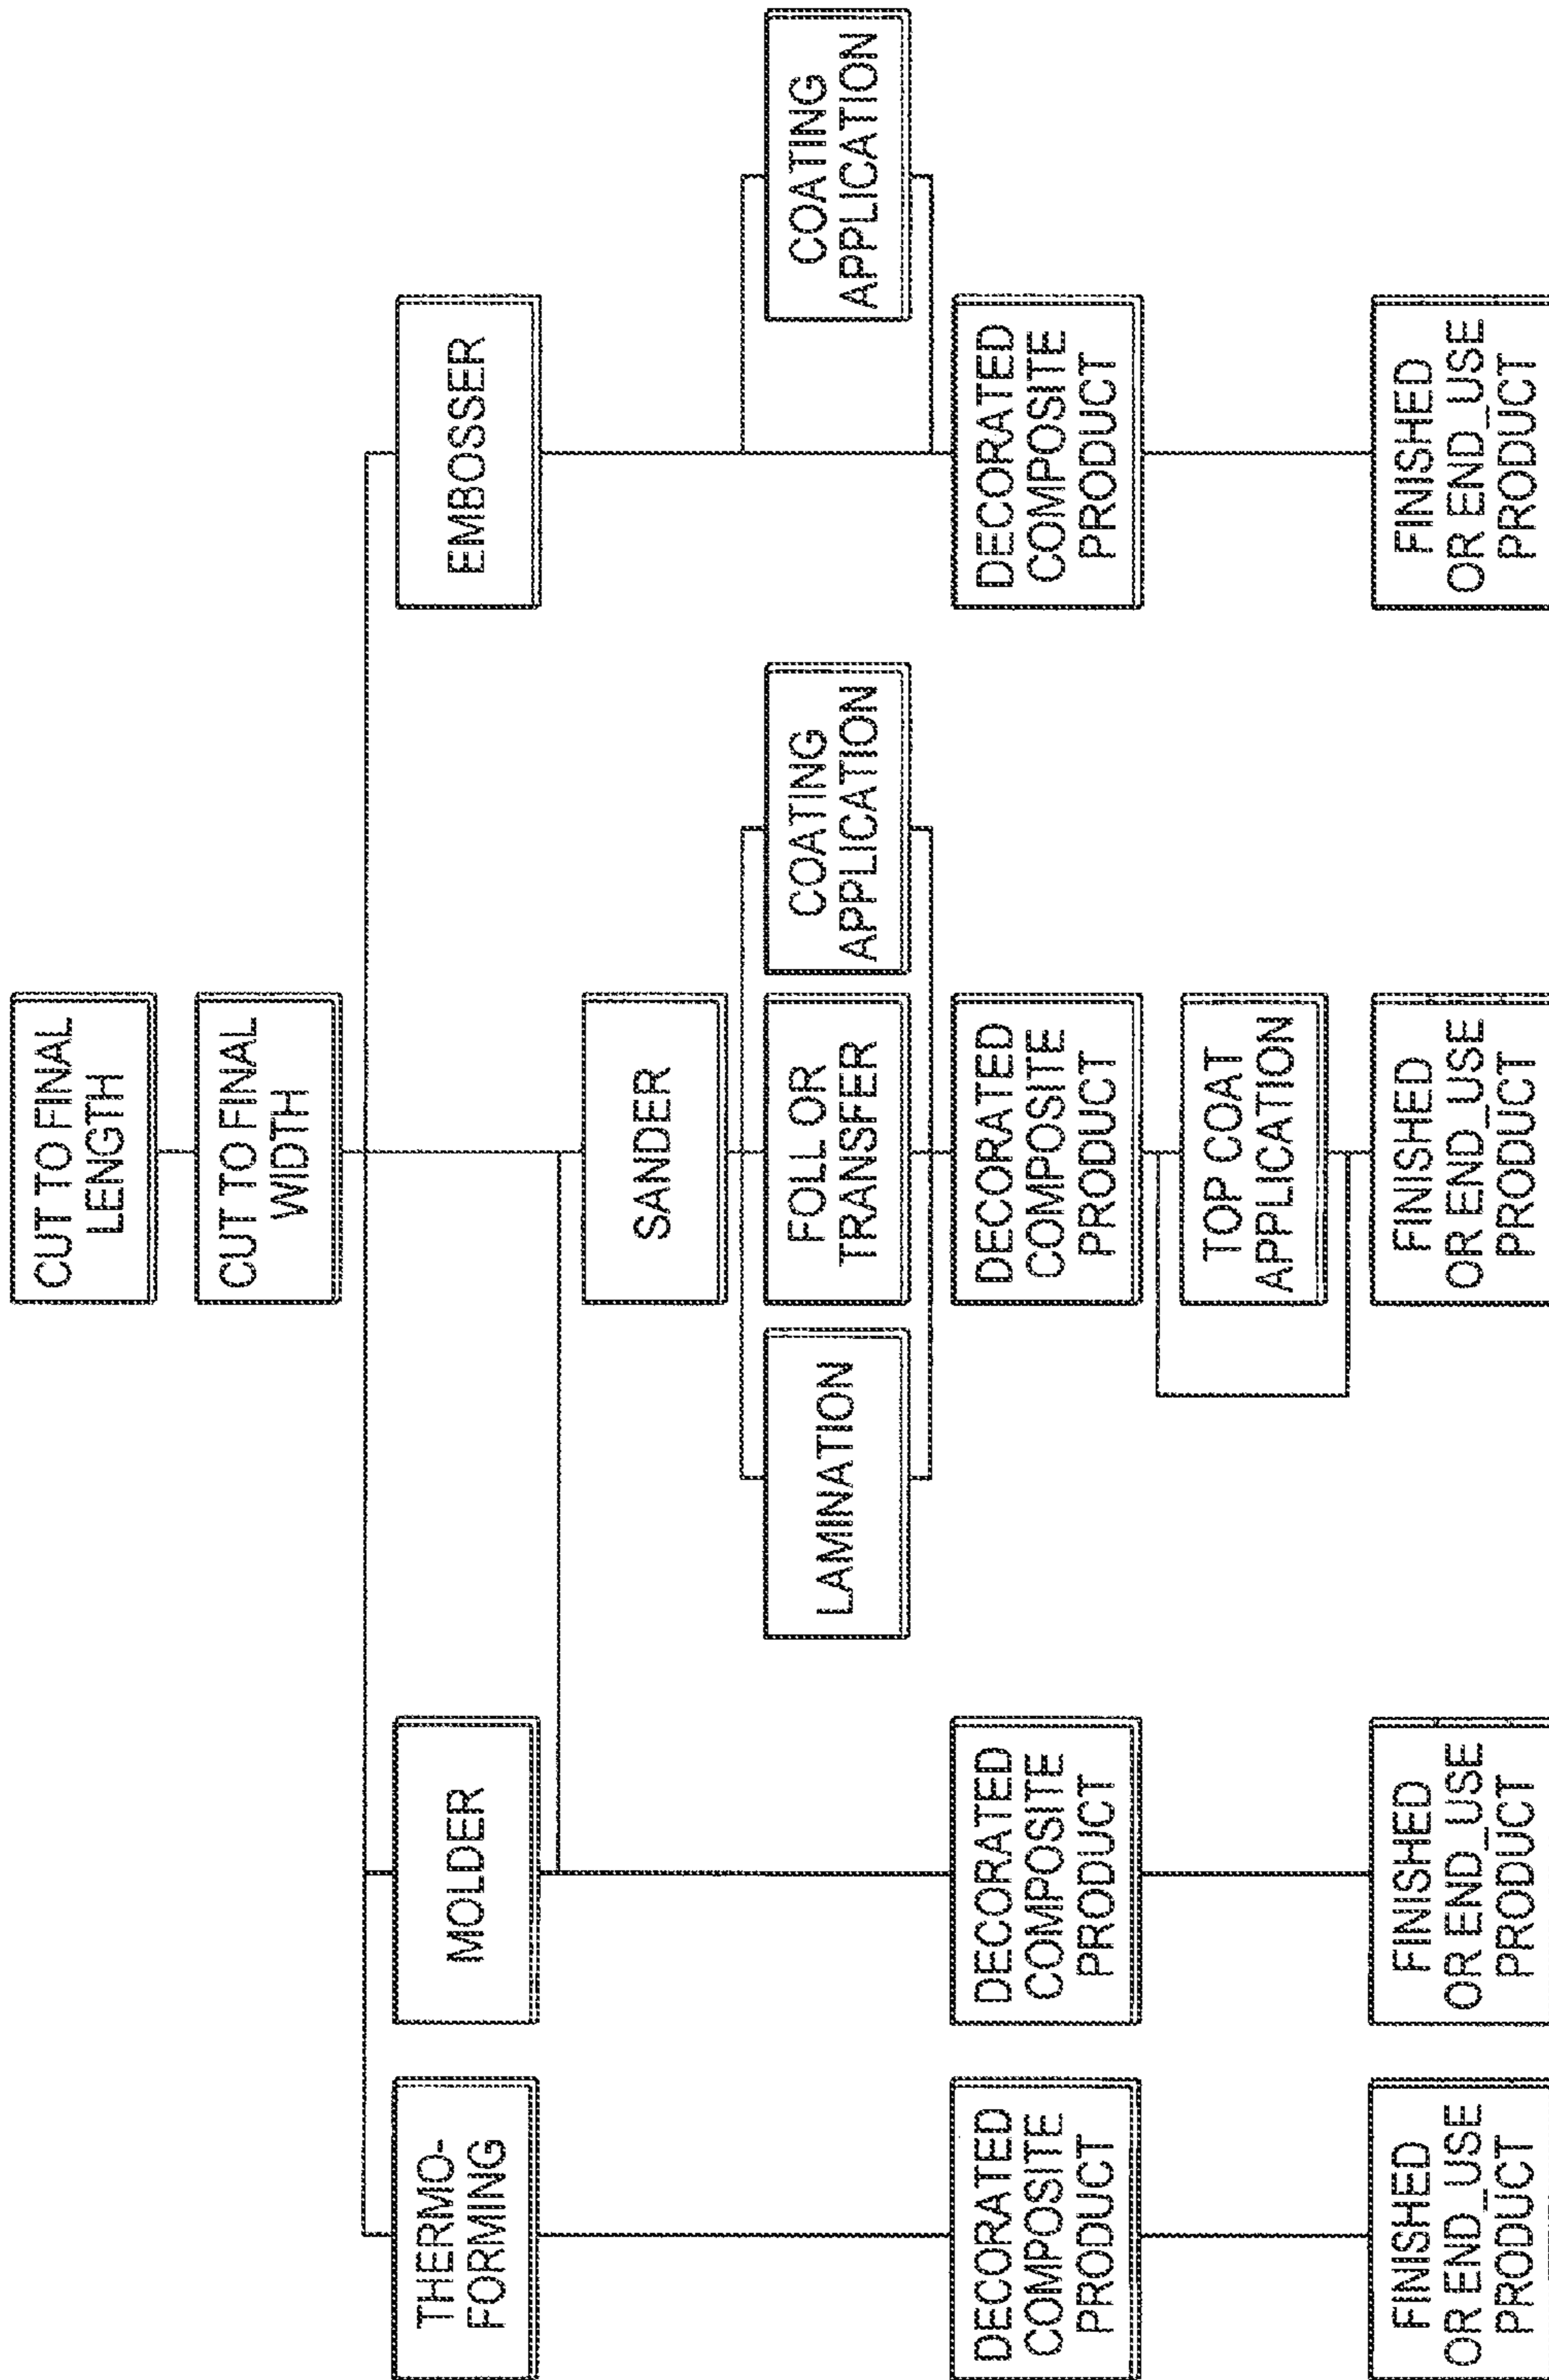 CUT TO FINAL
LENGTH
CUT TO FINAL
WIDTH
THERMO-
FORMING
MOLDER
EMBOSSER
SANDER
LAMINATION
FOLL OR
TRANSFER
COATING
APPLICATION
COATING
APPLICATION
DECORATED
COMPOSITE
PRODUCT
DECORATED
COMPOSITE
PRODUCT
DECORATED
COMPOSITE
PRODUCT
DECORATED
COMPOSITE
PRODUCT
TOP COAT
APPLICATION
FINISHED
OR END_USE
PRODUCT
FINISHED
OR END_USE
PRODUCT
FINISHED
OR END_USE
PRODUCT
FINISHED
OR END_USE
PRODUCT